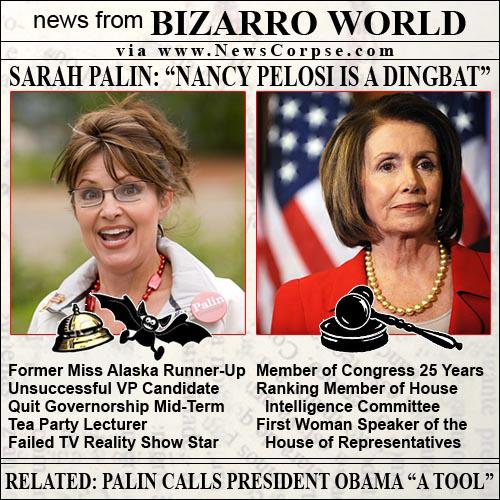 news from BIZARRO WORLD
via www.NewsCorpse.com
SARAH PALIN: “NANCY PELOSI IS A DINGBAT”
Palin
Former Miss Alaska Runner-Up
Unsuccessful VP Candidate
Quit Governorship Mid-Term
Tea Party Lecturer
Failed TV Reality Show Star
Member of Congress 25 Years
Ranking Member of House
Intelligence Committee
First Woman Speaker of the
House of Representatives
RELATED: PALIN CALLS PRESIDENT OBAMA “A TOOL”